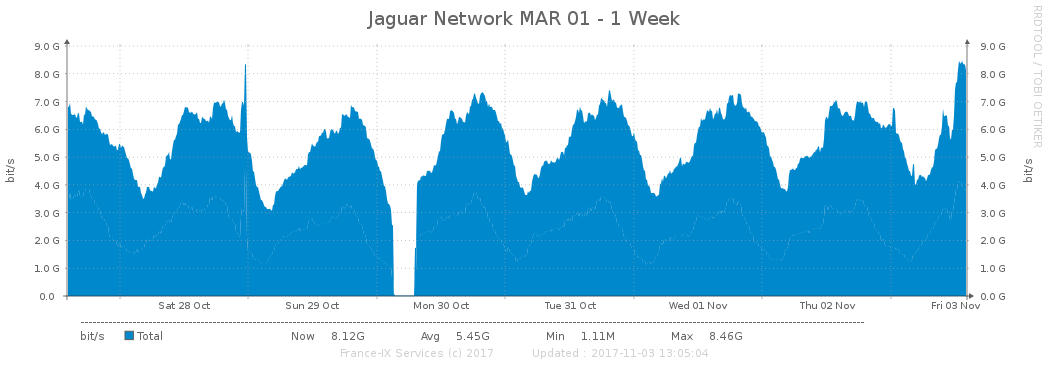 Jaguar Network MAR 01 - 1 Week
RRDTOOL / TOBI OETIKER
9.0 G 9.0 G
8.0 G 8.0 G
7.0 G 7.0 G
6.0 G 6.0 G
5.0 G 5.0 G
4.0 G 4.0 G
3.0 G 3.0 G
2.0 G 2.0 G
1.0 G 1.0 G
0.0 0.0 G
bit/s
bit/s
Sat 28 Oct Sun 29 Oct Mon 30 Oct Tue 31 Oct Wed 01 Nov Thu 02 Nov Fri 03 Nov
bit/s Total Now 8.12G Avg 5.45G Min 1.11M Max 8.46G
France-IX Services (c) 2017 Updated : 2017-11-03 13:05:04